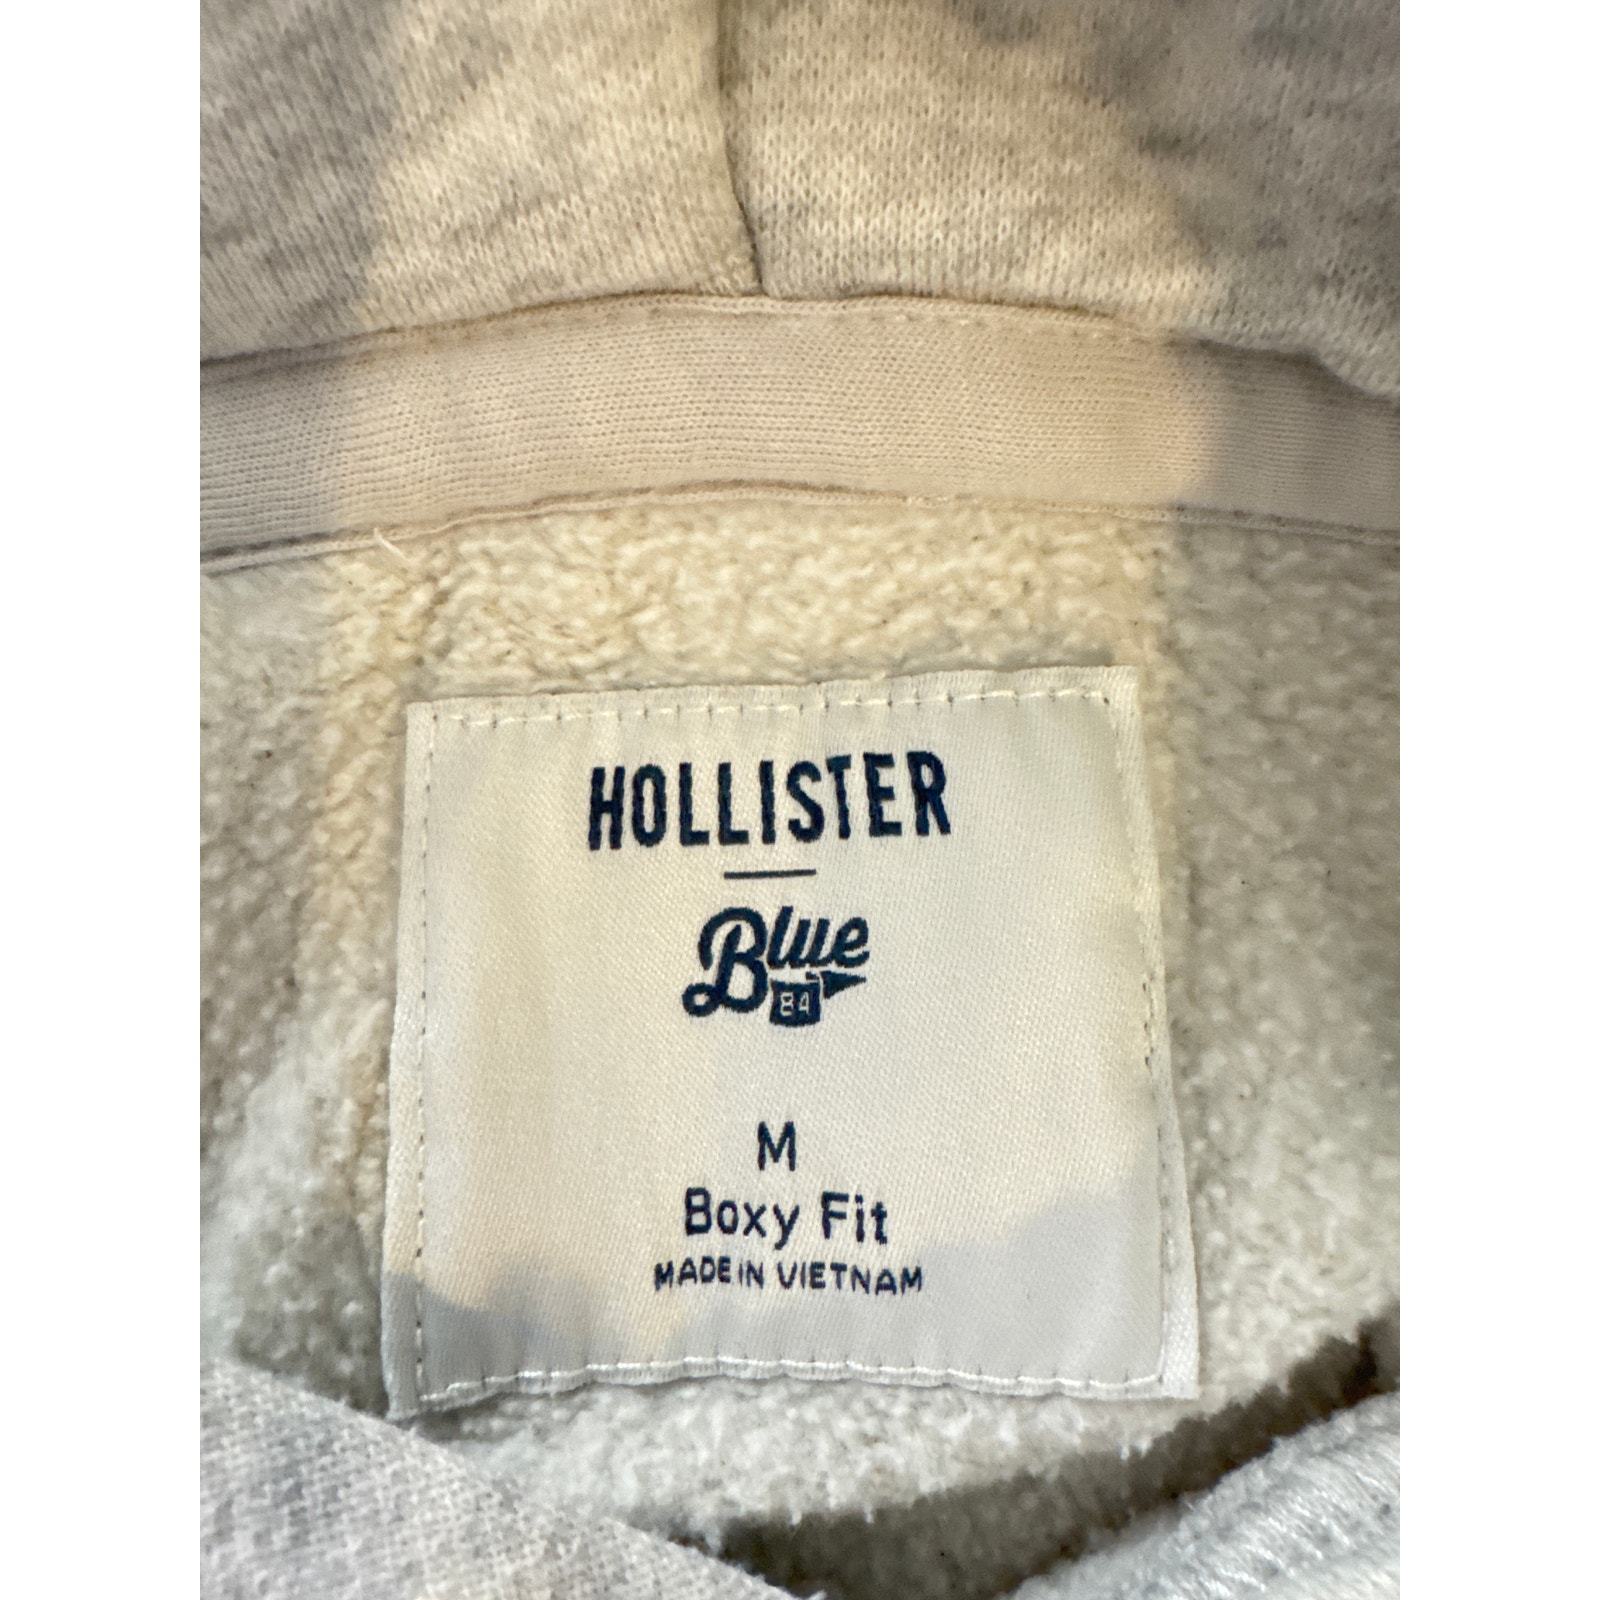 HOLLISTER
Blue
84
M
Boxy Fit
MADE IN VIETNAM